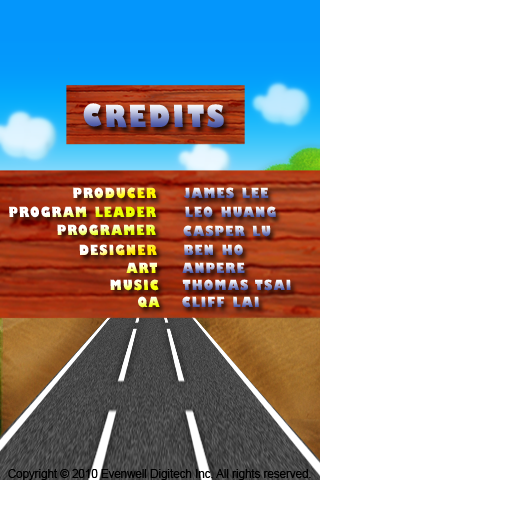 CREDITS
PRODUCER JAMES LEE
PROGRAM LEADER LEO HUANG
PROGRAMER CASPER LU
DESIGNER BEN HO
ART ANPERE
MUSIC THOMAS TSAI
QA CLIFF LAI
Copyright © 2010 Evenwell Digitech Inc. All rights reserved.